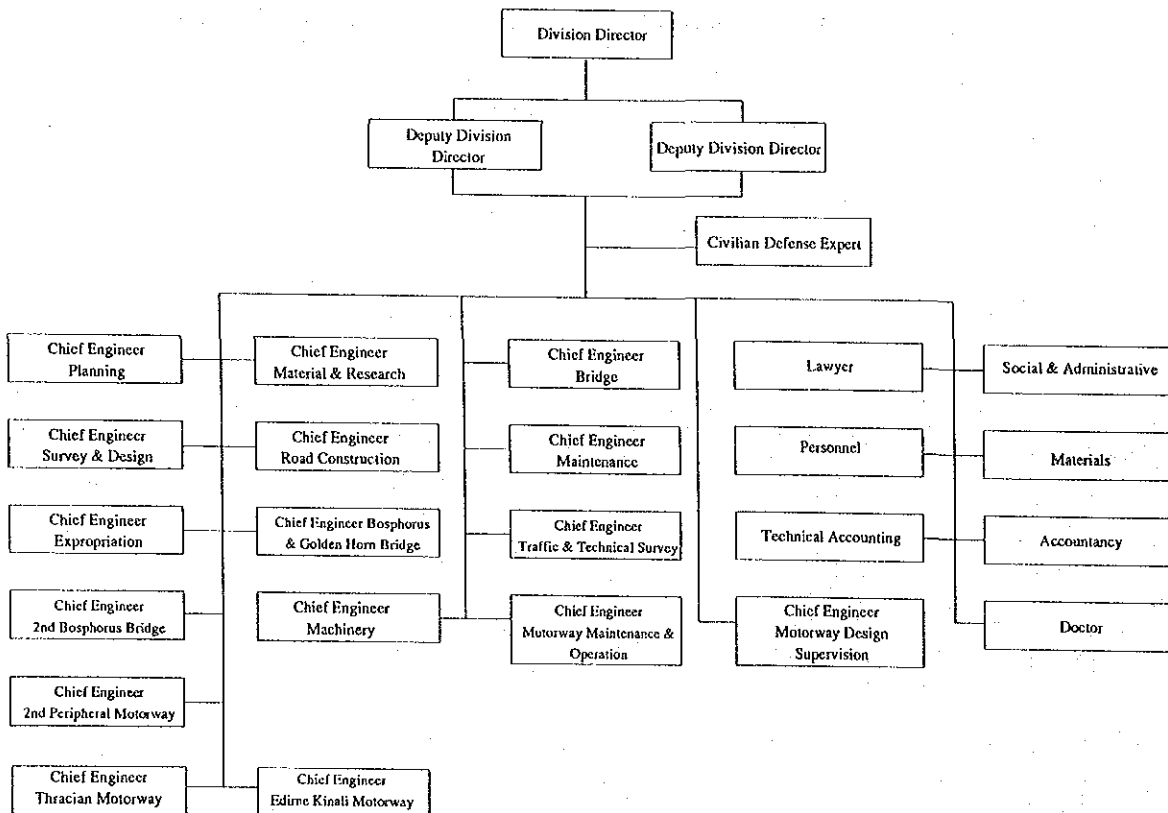 Division Director
Deputy Division
Director
Deputy Division Director
Civilian Defense Expert
Chief Engineer
Planning
Chief Engineer
Material & Research
Chief Engineer
Bridge
Lawyer
Social & Administrative
Chief Engineer
Survey & Design
Chief Engineer
Road Construction
Chief Engineer
Maintenance
Personnel
Materials
Chief Engineer
Expropriation
Chief Engineer Bosphorus
& Golden Horn Bridge
Chief Engineer
Traffic & Technical Survey
Technical Accounting
Accountancy
Chief Engineer
2nd Bosphorus Bridge
Chief Engineer
Machinery
Chief Engineer
Motorway Maintenance &
Operation
Chief Engineer
Motorway Design
Supervision
Doctor
Chief Engineer
2nd Peripheral Motorway
Chief Engineer
Thracian Motorway
Chief Engineer
Edirne Kinali Motorway